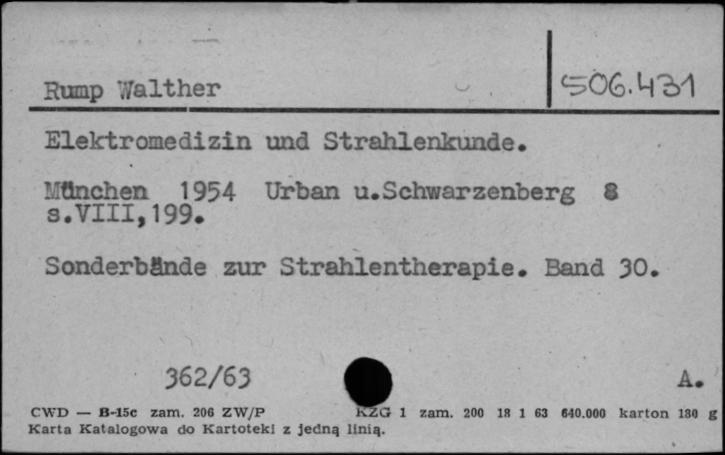 Rump Walther
506.431
Elektromedizin und Strahlenkunde.
München 1954 Urban u.Schwarzenberg 8
s.VIII,199.
Sonderbände zur Strahlentherapie. Band 30.
362/63
A.
CWD — B-15c zam. 206 ZW/P KZG 1 zam. 200 18 1 63 640.000 karton 180 g
Karta Katalogowa do Kartoteki z jedną linią.